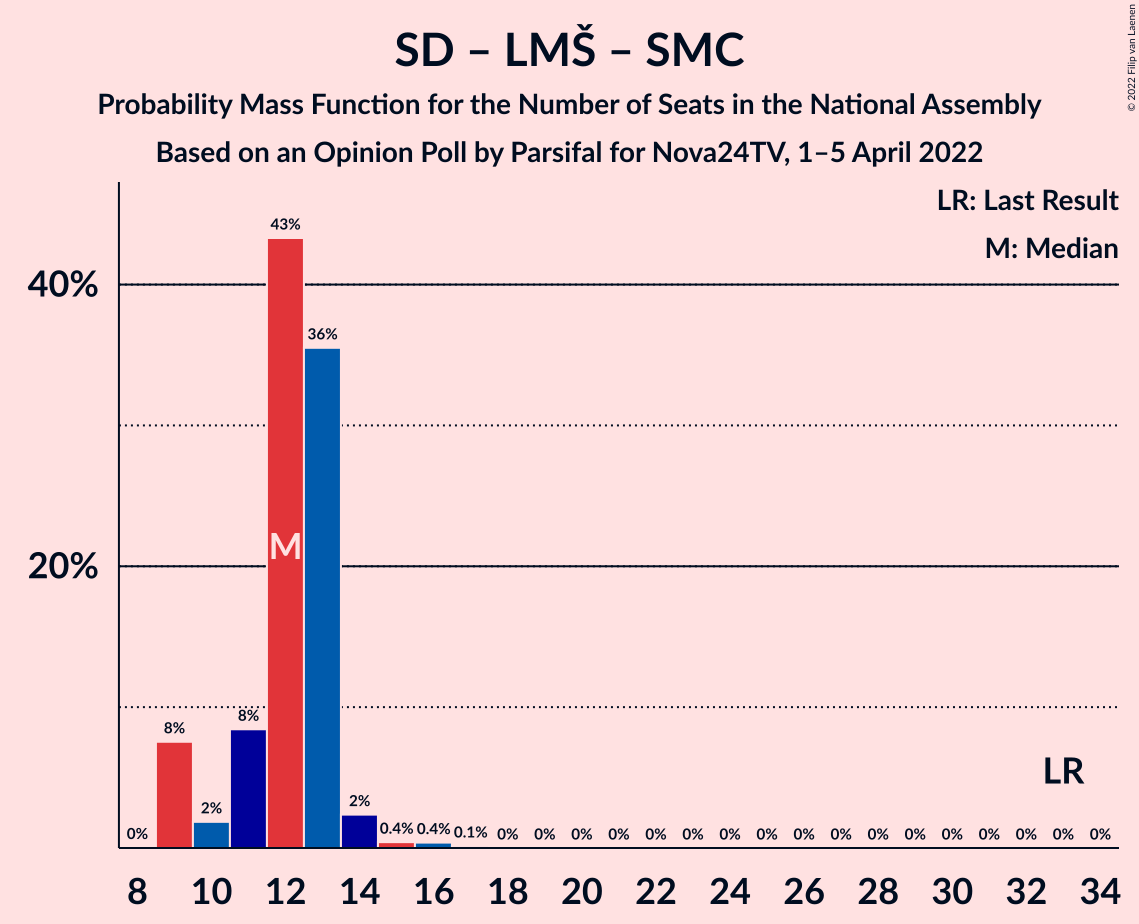 SD – LMŠ – SMC
Probability Mass Function for the Number of Seats in the National Assembly
Based on an Opinion Poll by Parsifal for Nova24TV, 1–5 April 2022
© 2022 Filip van Laenen
LR: Last Result
M: Median
40%
20%
0% 8% 2% 8% 43% 36% 2% 0.4% 0.4% 0.1% 0% 0% 0% 0% 0% 0% 0% 0% 0% 0% 0% 0% 0% 0% 0% 0% 0%
M
LR
8 10 12 14 16 18 20 22 24 26 28 30 32 34